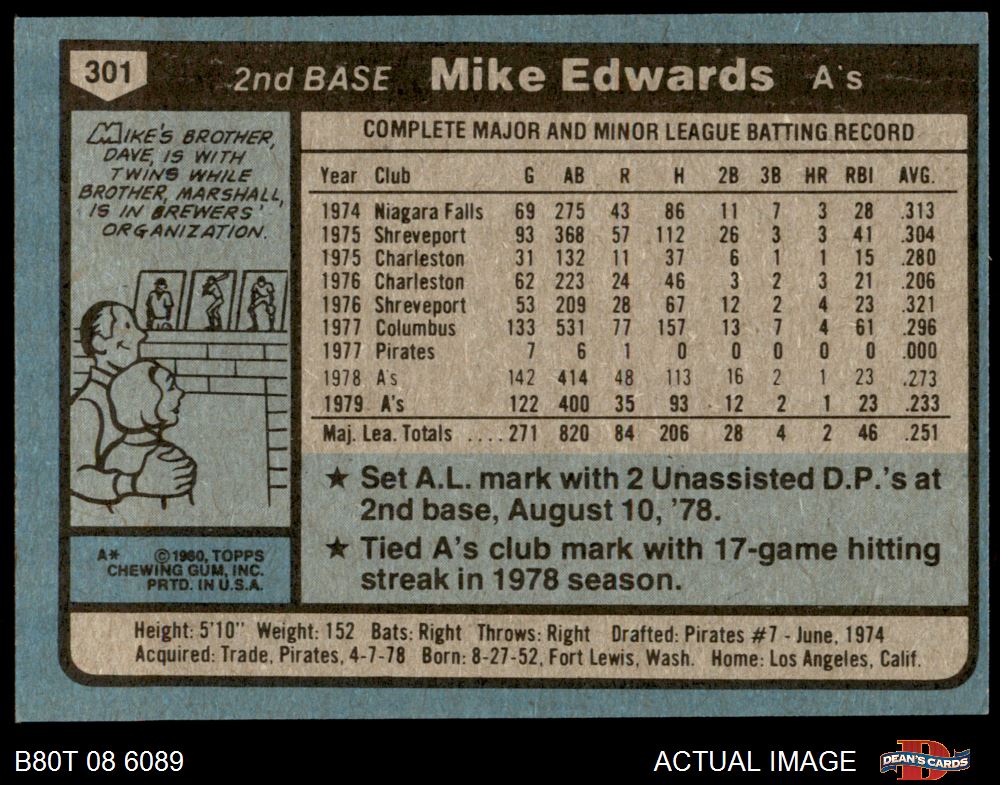 301
2nd BASE Mike Edwards A's
MIKE'S BROTHER,
DAVE, IS WITH
TWINS WHILE
BROTHER, MARSHALL,
IS IN BREWERS'
ORGANIZATION.
COMPLETE MAJOR AND MINOR LEAGUE BATTING RECORD
Year Club G AB R H 2B 3B HR RBI AVG.
1974 Niagara Falls 69 275 43 86 11 7 3 28 .313
1975 Shreveport 93 368 57 112 26 3 3 41 .304
1975 Charleston 31 132 11 37 6 1 1 15 .280
1976 Charleston 62 223 24 46 3 2 3 21 .206
1976 Shreveport 53 209 28 67 12 2 4 23 .321
1977 Columbus 133 531 77 157 13 7 4 61 .296
1977 Pirates 7 6 1 0 0 0 0 0 .000
1978 A's 142 414 48 113 16 2 1 23 .273
1979 A's 122 400 35 93 12 2 1 23 .233
Maj. Lea. Totals .... 271 820 84 206 28 4 2 46 .251
★ Set A.L. mark with 2 Unassisted D.P.'s at
2nd base, August 10, '78.
★ Tied A's club mark with 17-game hitting
streak in 1978 season.
A* ©1980, TOPPS
CHEWING GUM, INC.
PRTD. IN U.S.A.
Height: 5'10" Weight: 152 Bats: Right Throws: Right Drafted: Pirates #7 - June, 1974
Acquired: Trade, Pirates, 4-7-78 Born: 8-27-52, Fort Lewis, Wash. Home: Los Angeles, Calif.
B80T 08 6089 ACTUAL IMAGE
D
DEAN'S CARDS